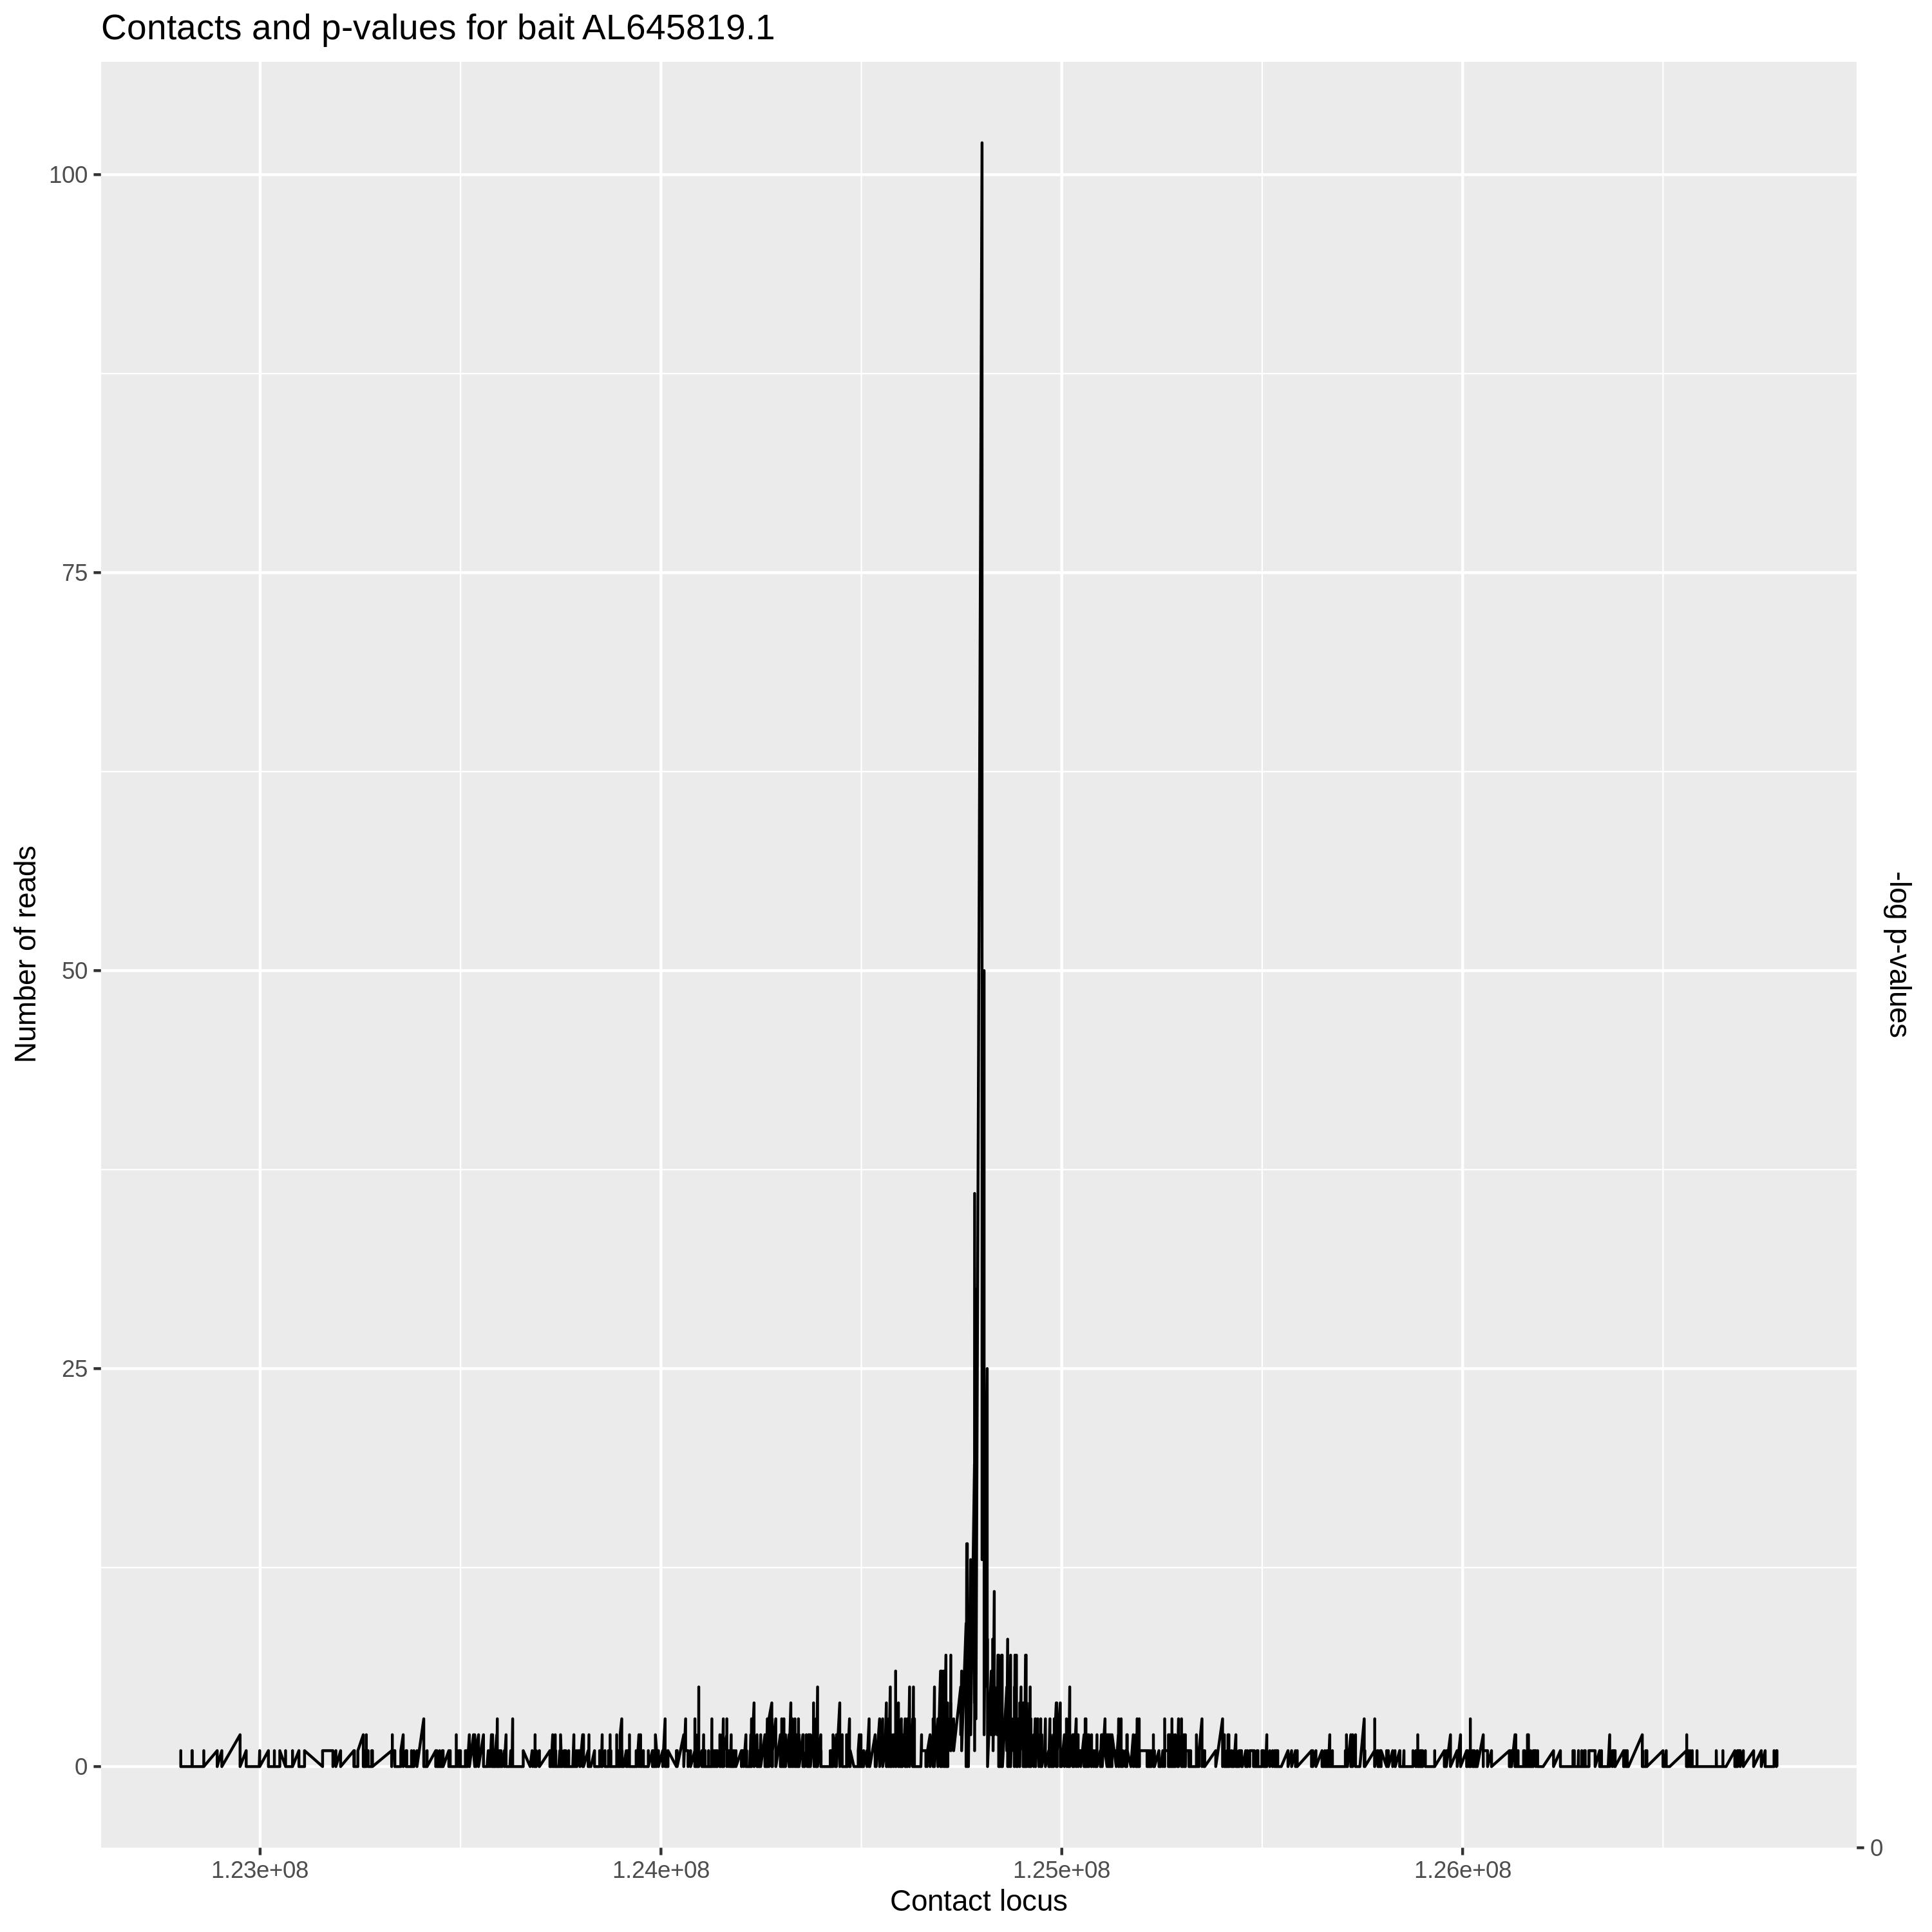 Contacts and p-values for bait AL645819.1
100
75
50
25
0
Number of reads
-log p-values
0
1.23e+08
1.24e+08
1.25e+08
1.26e+08
Contact locus